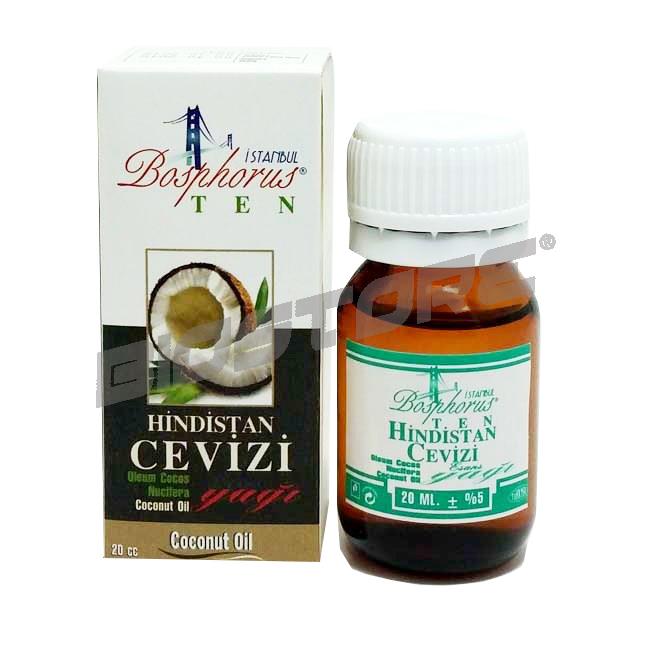 İSTANBUL
Bosphorus®
TEN
HİNDİSTAN
CEVİZİ
Oleum Cocos
Nucifera
Coconut Oil
yağı
20 cc
Coconut Oil
BIOSTORE®
İSTANBUL
Bosphorus®
TEN
HİNDİSTAN
CEVİZİ
Esans
Oleum Cocos
Nucifera
Coconut Oil
yağı
20 ML. ± %5